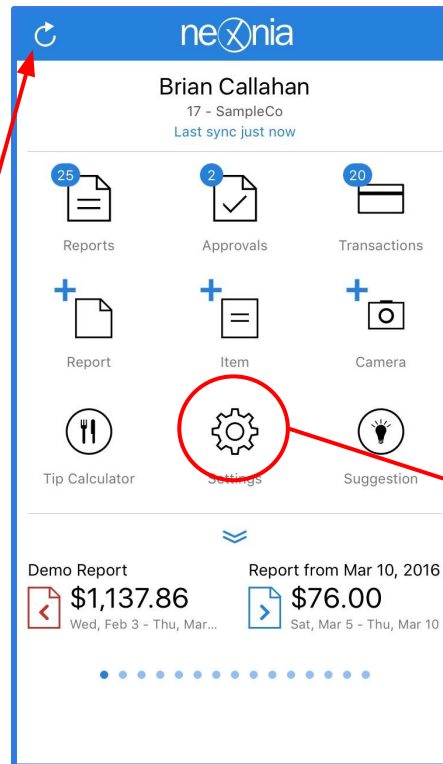 nexonia
Brian Callahan
17 - SampleCo
Last sync just now
25 2 20
Reports Approvals Transactions
Report Item Camera
Tip Calculator Settings Suggestion
Demo Report Report from Mar 10, 2016
$1,137.86 $76.00
Wed, Feb 3 - Thu, Mar... Sat, Mar 5 - Thu, Mar 10